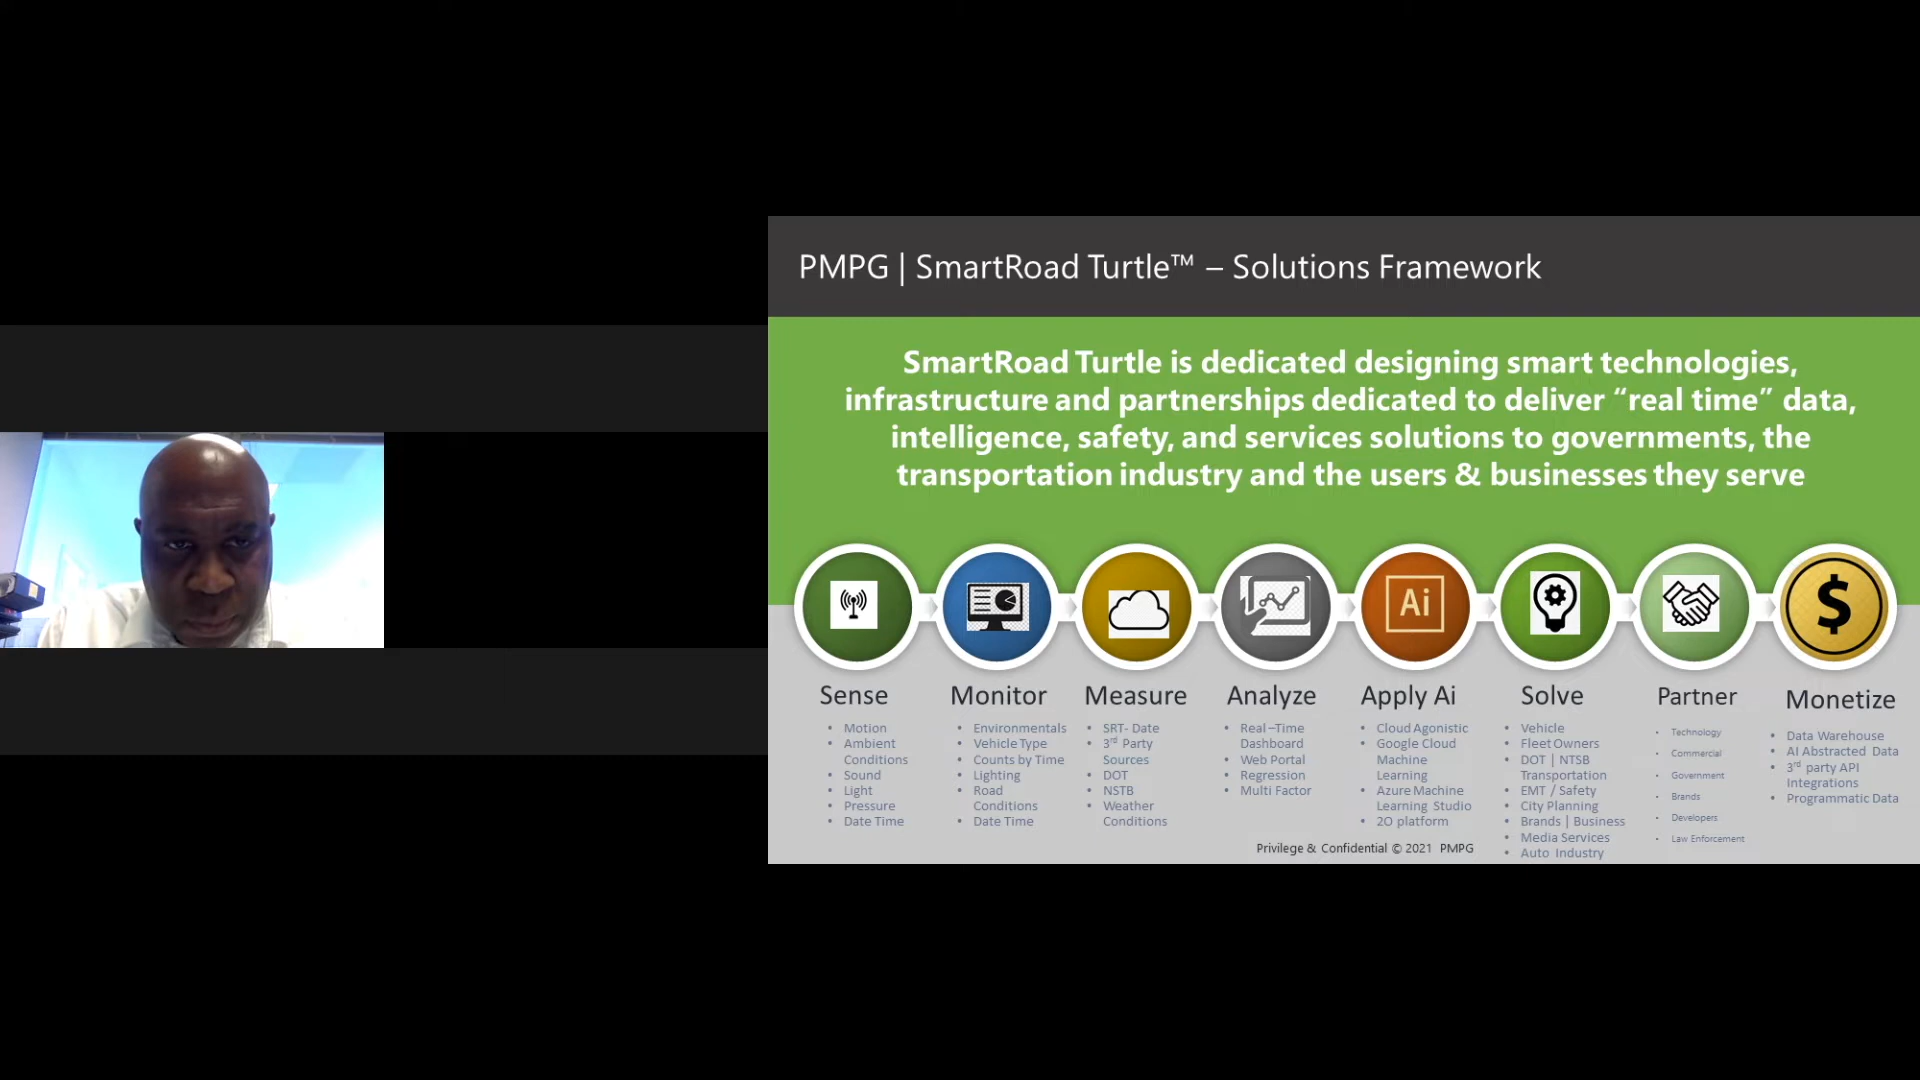 PMPG | SmartRoad Turtle™ – Solutions Framework
SmartRoad Turtle is dedicated designing smart technologies,
infrastructure and partnerships dedicated to deliver “real time” data,
intelligence, safety, and services solutions to governments, the
transportation industry and the users & businesses they serve
Ai
$
Sense
• Motion
• Ambient
Conditions
• Sound
• Light
• Pressure
• Date Time
Monitor
• Environmentals
• Vehicle Type
• Counts by Time
• Lighting
• Road
Conditions
• Date Time
Measure
• SRT- Date
• 3rd Party
Sources
• DOT
• NSTB
• Weather
Conditions
Analyze
• Real –Time
Dashboard
• Web Portal
• Regression
• Multi Factor
Apply Ai
• Cloud Agonistic
• Google Cloud
Machine
Learning
• Azure Machine
Learning Studio
• 2O platform
Solve
• Vehicle
• Fleet Owners
• DOT | NTSB
Transportation
• EMT / Safety
• City Planning
• Brands | Business
• Media Services
• Auto Industry
Partner
• Technology
• Commercial
• Government
• Brands
• Developers
• Law Enforcement
Monetize
• Data Warehouse
• AI Abstracted Data
• 3rd party API
Integrations
• Programmatic Data
Privilege & Confidential © 2021 PMPG